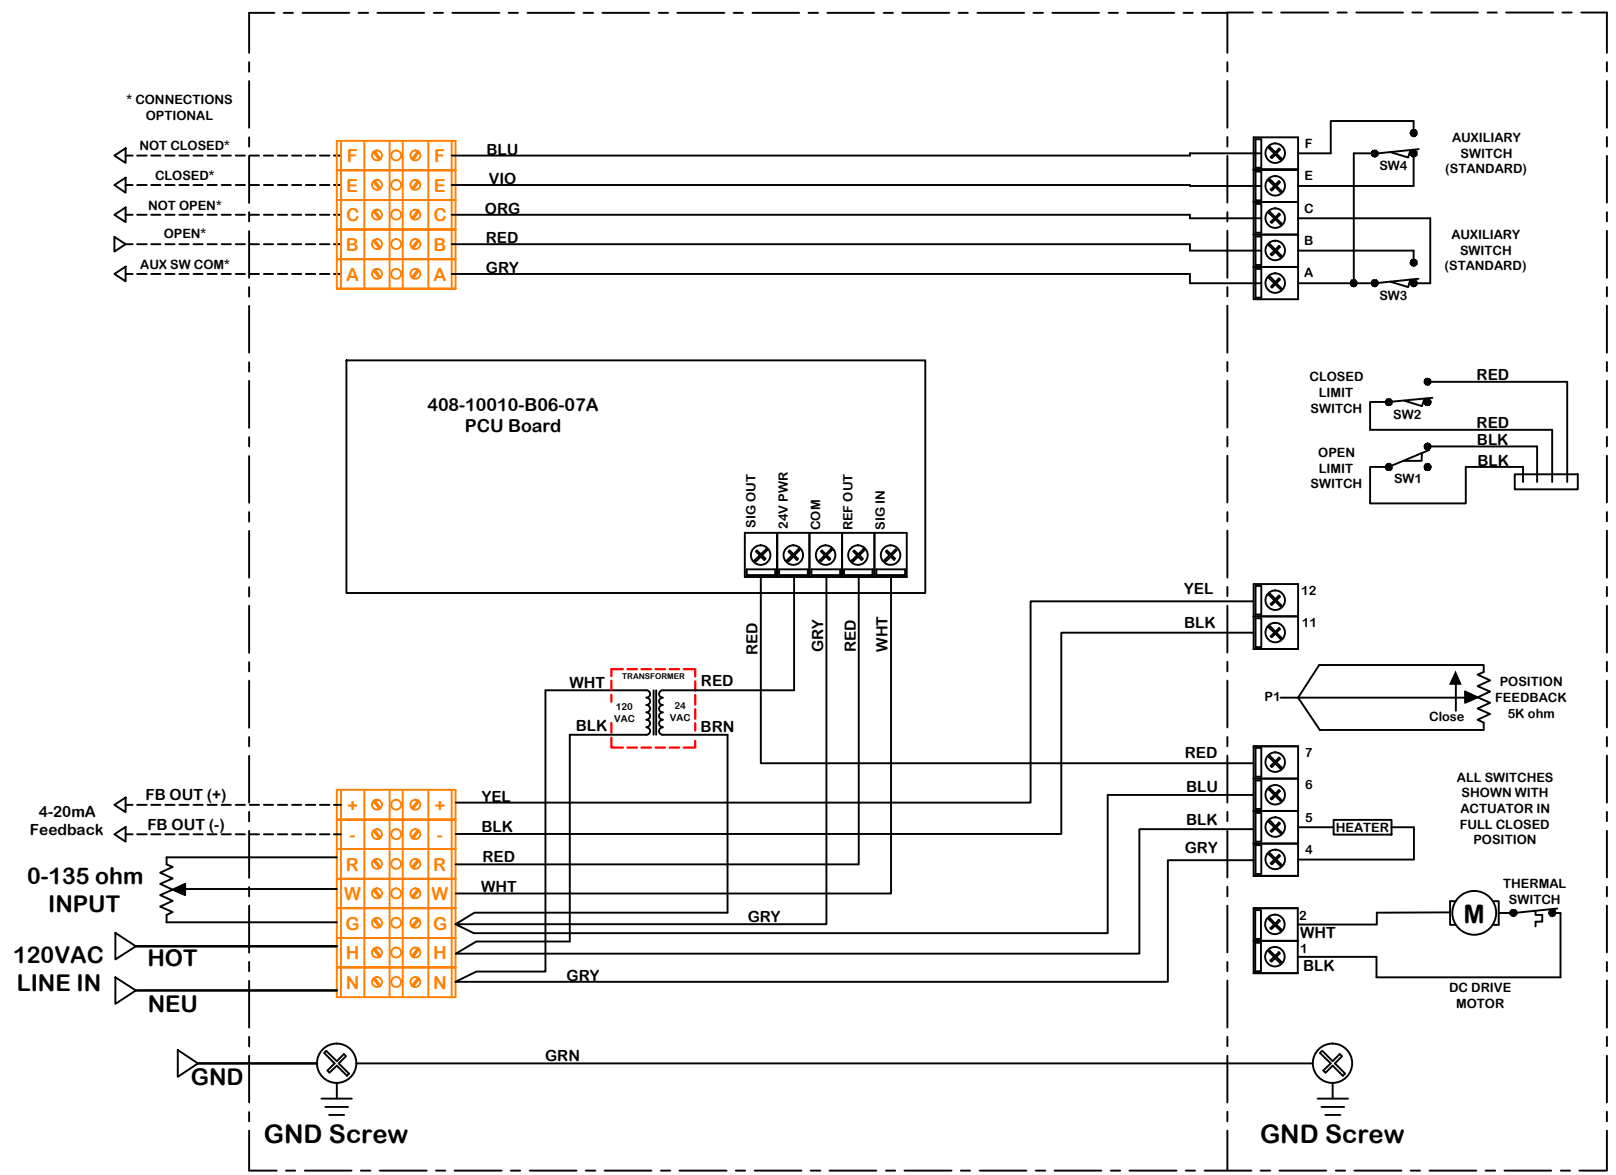 * CONNECTIONS
OPTIONAL
NOT CLOSED*
CLOSED*
NOT OPEN*
OPEN*
AUX SW COM*
F F
E E
C C
B B
A A
BLU
VIO
ORG
RED
GRY
F
E
C
B
A
SW4
SW3
AUXILIARY
SWITCH
(STANDARD)
AUXILIARY
SWITCH
(STANDARD)
408-10010-B06-07A
PCU Board
SIG OUT
24V PWR
COM
REF OUT
SIG IN
CLOSED
LIMIT
SWITCH
SW2
RED
RED
OPEN
LIMIT
SWITCH
SW1
BLK
BLK
RED
GRY
RED
WHT
YEL
BLK
12
11
TRANSFORMER
WHT
BLK
120
VAC
24
VAC
RED
BRN
P1
Close
POSITION
FEEDBACK
5K ohm
RED
BLU
BLK
GRY
7
6
5
4
HEATER
ALL SWITCHES
SHOWN WITH
ACTUATOR IN
FULL CLOSED
POSITION
4-20mA
Feedback
FB OUT (+)
FB OUT (-)
0-135 ohm
INPUT
120VAC
LINE IN
HOT
NEU
+ +
- -
R R
W W
G G
H H
N N
YEL
BLK
RED
WHT
GRY
GRY
2
WHT
1
BLK
M
THERMAL
SWITCH
DC DRIVE
MOTOR
GND
GRN
GND Screw
GND Screw